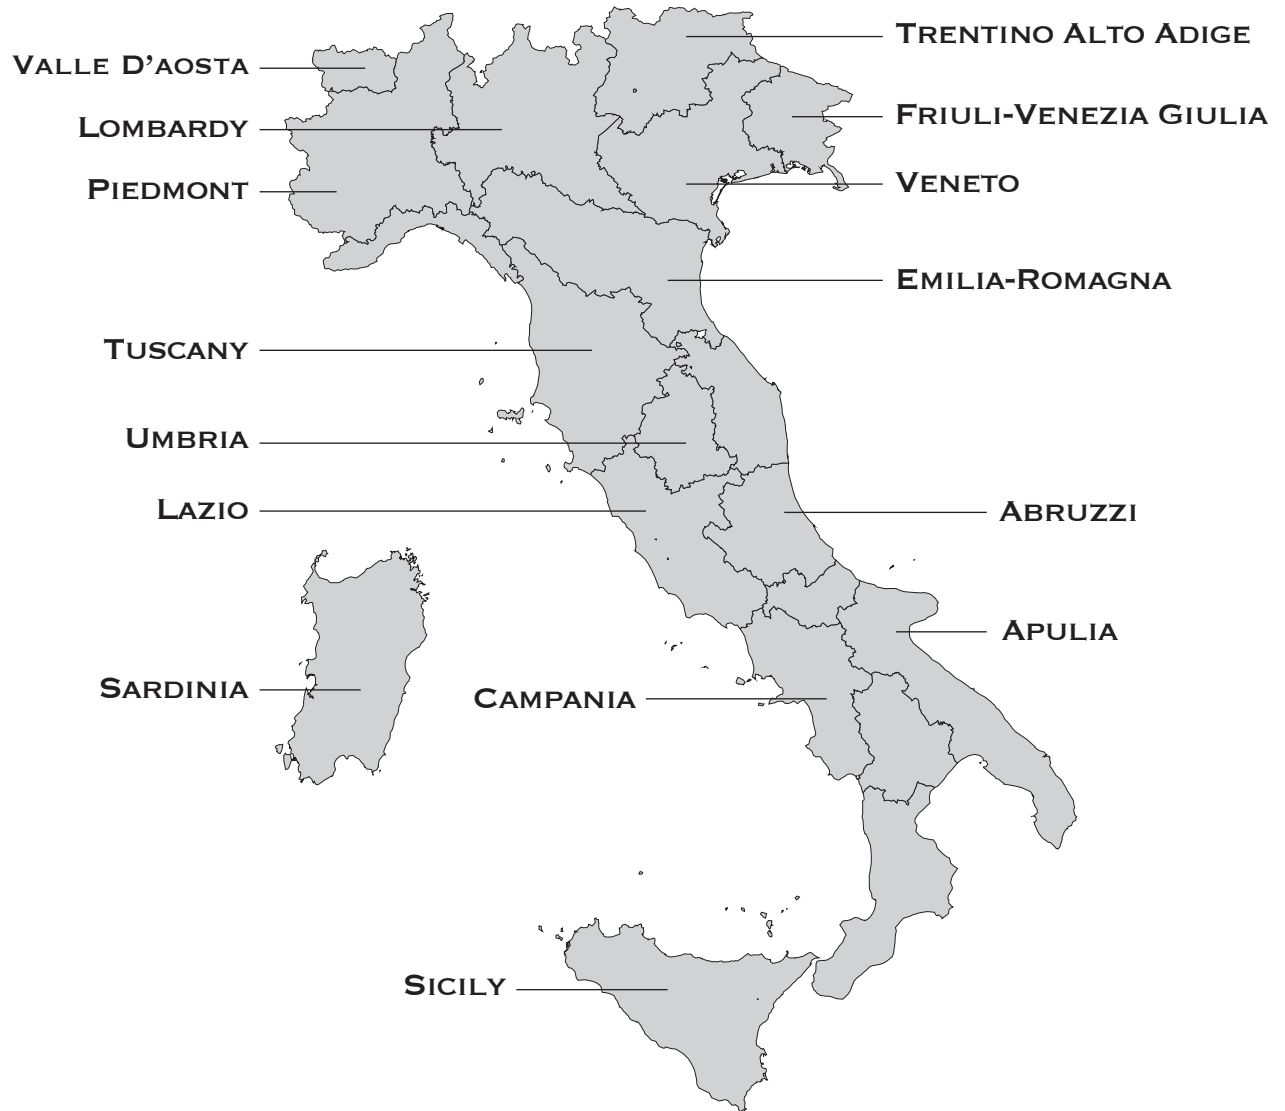 Trentino Alto Adige
Valle D’aosta
Friuli-Venezia Giulia
Lombardy
Piedmont
Veneto
Emilia-Romagna
Tuscany
Umbria
Lazio
Abruzzi
Apulia
Sardinia
Campania
Sicily